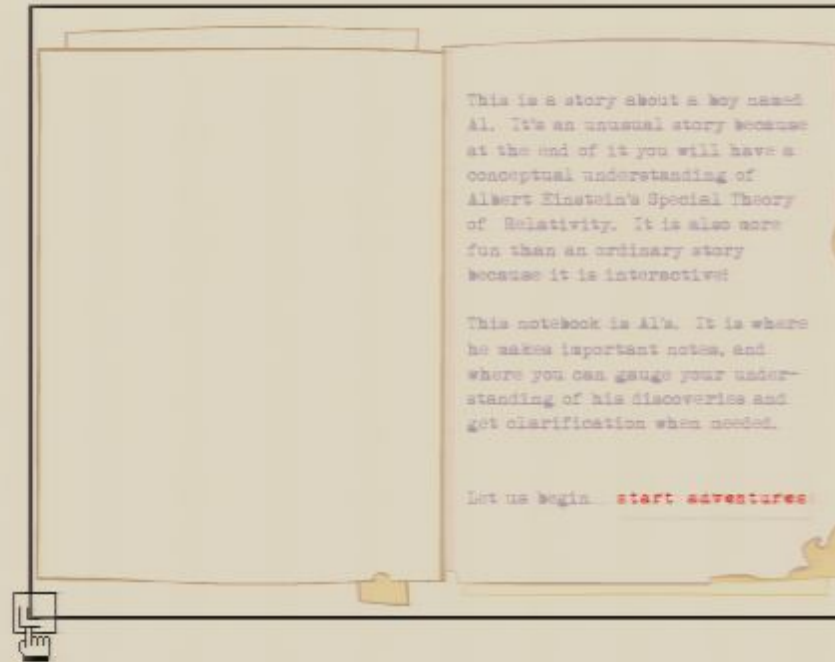 This is a story about a boy named
Al. It's an unusual story because
at the end of it you will have a
conceptual understanding of
Albert Einstein's Special Theory
of Relativity. It is also more
fun than an ordinary story
because it is interactive!
This notebook is Al's. It is where
he makes important notes, and
where you can gauge your under-
standing of his discoveries and
get clarification when needed.
Let us begin... start adventures